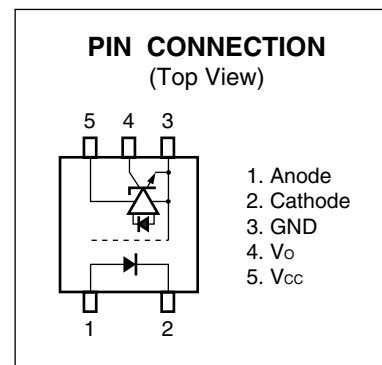 PIN CONNECTION
(Top View)
5 4 3
1. Anode
2. Cathode
3. GND
4. Vo
5. Vcc
1 2